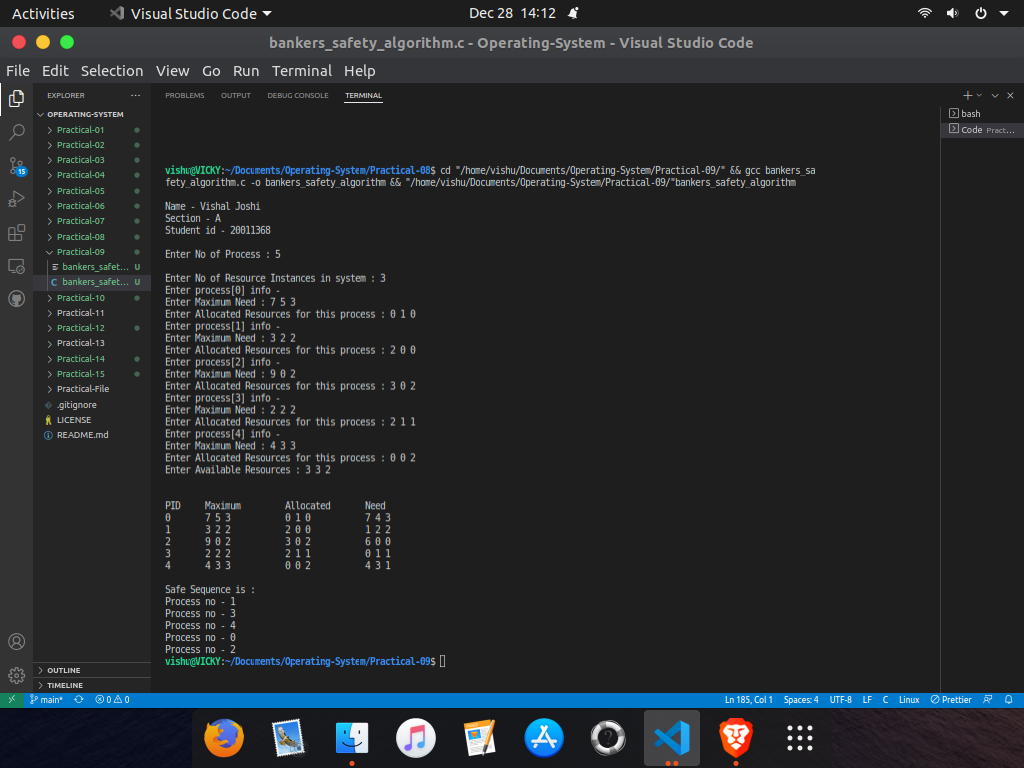 Activities Visual Studio Code Dec 28 14:12
bankers_safety_algorithm.c - Operating-System - Visual Studio Code
File Edit Selection View Go Run Terminal Help
EXPLORER ...
PROBLEMS OUTPUT DEBUG CONSOLE TERMINAL
OPERATING-SYSTEM
Practical-01
Practical-02
Practical-03
Practical-04
Practical-05
Practical-06
Practical-07
Practical-08
Practical-09
bankers_safet... U
C bankers_safet... U
Practical-10
Practical-11
Practical-12
Practical-13
Practical-14
Practical-15
Practical-File
.gitignore
LICENSE
README.md
OUTLINE
TIMELINE
15
vishu@VICKY:~/Documents/Operating-System/Practical-08$ cd "/home/vishu/Documents/Operating-System/Practical-09/" && gcc bankers_sa
fety_algorithm.c -o bankers_safety_algorithm && "/home/vishu/Documents/Operating-System/Practical-09/"bankers_safety_algorithm
Name - Vishal Joshi
Section - A
Student id - 20011368
Enter No of Process : 5
Enter No of Resource Instances in system : 3
Enter process[0] info -
Enter Maximum Need : 7 5 3
Enter Allocated Resources for this process : 0 1 0
Enter process[1] info -
Enter Maximum Need : 3 2 2
Enter Allocated Resources for this process : 2 0 0
Enter process[2] info -
Enter Maximum Need : 9 0 2
Enter Allocated Resources for this process : 3 0 2
Enter process[3] info -
Enter Maximum Need : 2 2 2
Enter Allocated Resources for this process : 2 1 1
Enter process[4] info -
Enter Maximum Need : 4 3 3
Enter Allocated Resources for this process : 0 0 2
Enter Available Resources : 3 3 2
PID Maximum Allocated Need
0 7 5 3 0 1 0 7 4 3
1 3 2 2 2 0 0 1 2 2
2 9 0 2 3 0 2 6 0 0
3 2 2 2 2 1 1 0 1 1
4 4 3 3 0 0 2 4 3 1
Safe Sequence is :
Process no - 1
Process no - 3
Process no - 4
Process no - 0
Process no - 2
vishu@VICKY:~/Documents/Operating-System/Practical-09$
bash
Code Pract...
main* 0 0 Ln 185, Col 1 Spaces: 4 UTF-8 LF C Linux Prettier